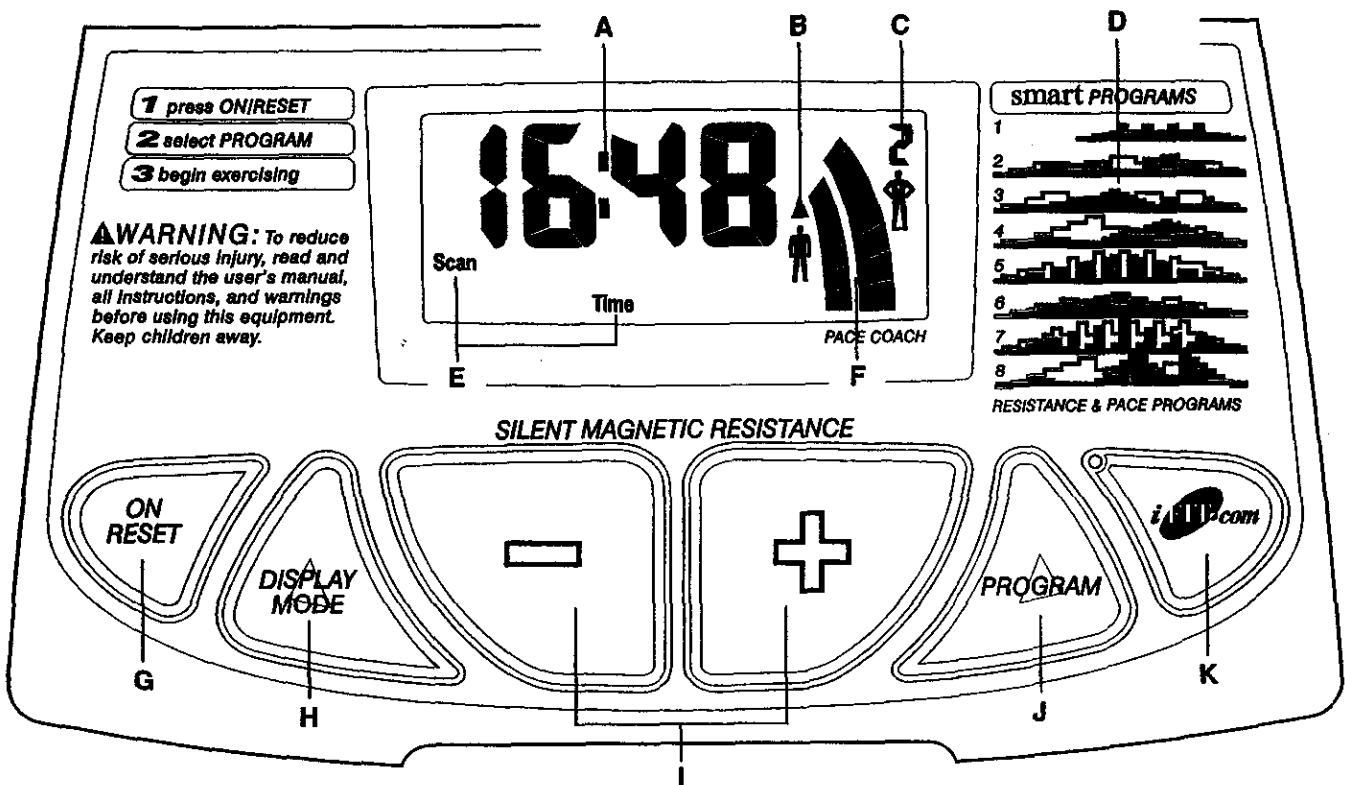 A
B
C
D
1 press ON/RESET
2 select PROGRAM
3 begin exercising
WARNING: To reduce
risk of serious injury, read and
understand the user's manual,
all instructions, and warnings
before using this equipment.
Keep children away.
16:48
2
Scan
Time
PACE COACH
E
F
smart PROGRAMS
1
2
3
4
5
6
7
8
RESISTANCE & PACE PROGRAMS
SILENT MAGNETIC RESISTANCE
ON
RESET
DISPLAY
MODE
−
+
PROGRAM
iFIT.com
G
H
I
J
K